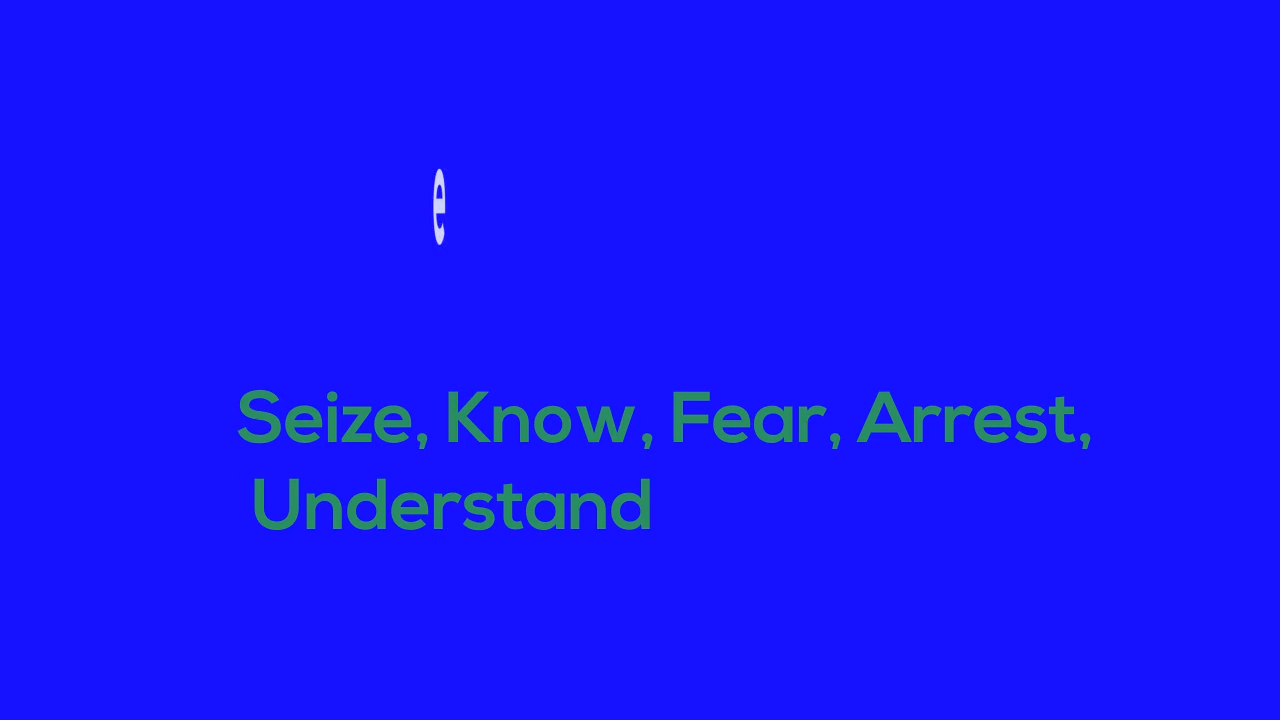 e
Seize, Know, Fear, Arrest,
Understand